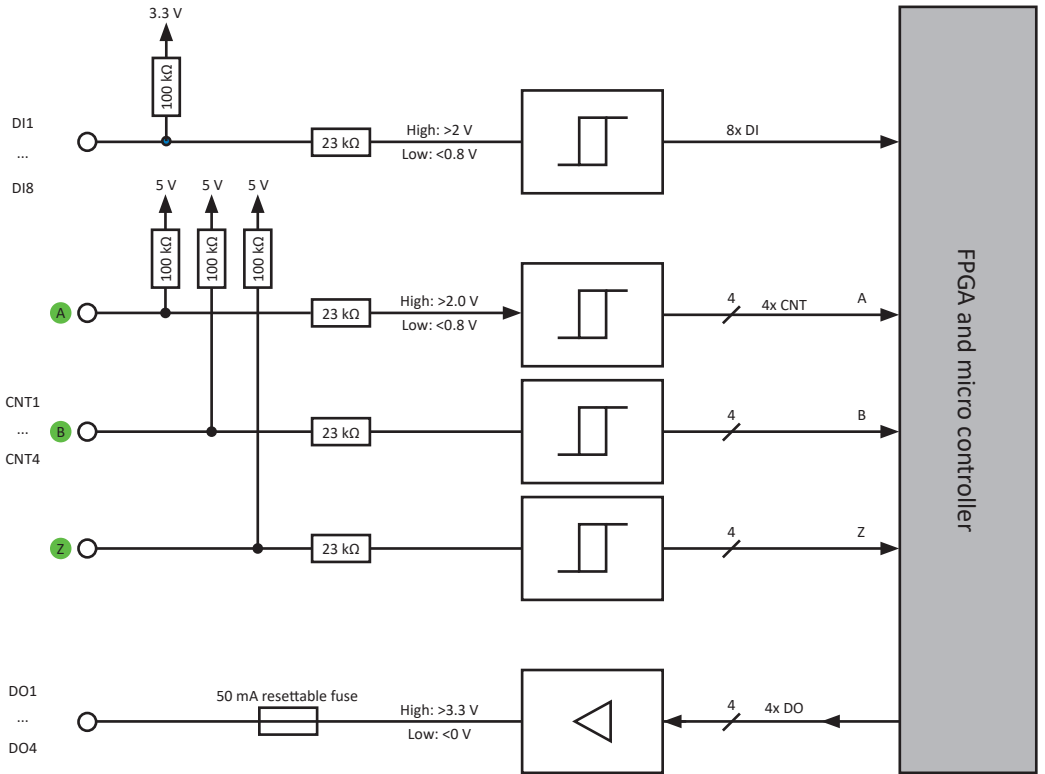 3.3 V
100 kΩ
DI1
...
DI8
23 kΩ
High: >2 V
Low: <0.8 V
8x DI
5 V 5 V 5 V
100 kΩ
100 kΩ
100 kΩ
A
23 kΩ
High: >2.0 V
Low: <0.8 V
4
4x CNT
A
CNT1
...
CNT4
B
23 kΩ
4
B
Z
23 kΩ
4
Z
DO1
...
DO4
50 mA resettable fuse
High: >3.3 V
Low: <0 V
4
4x DO
FPGA and micro controller